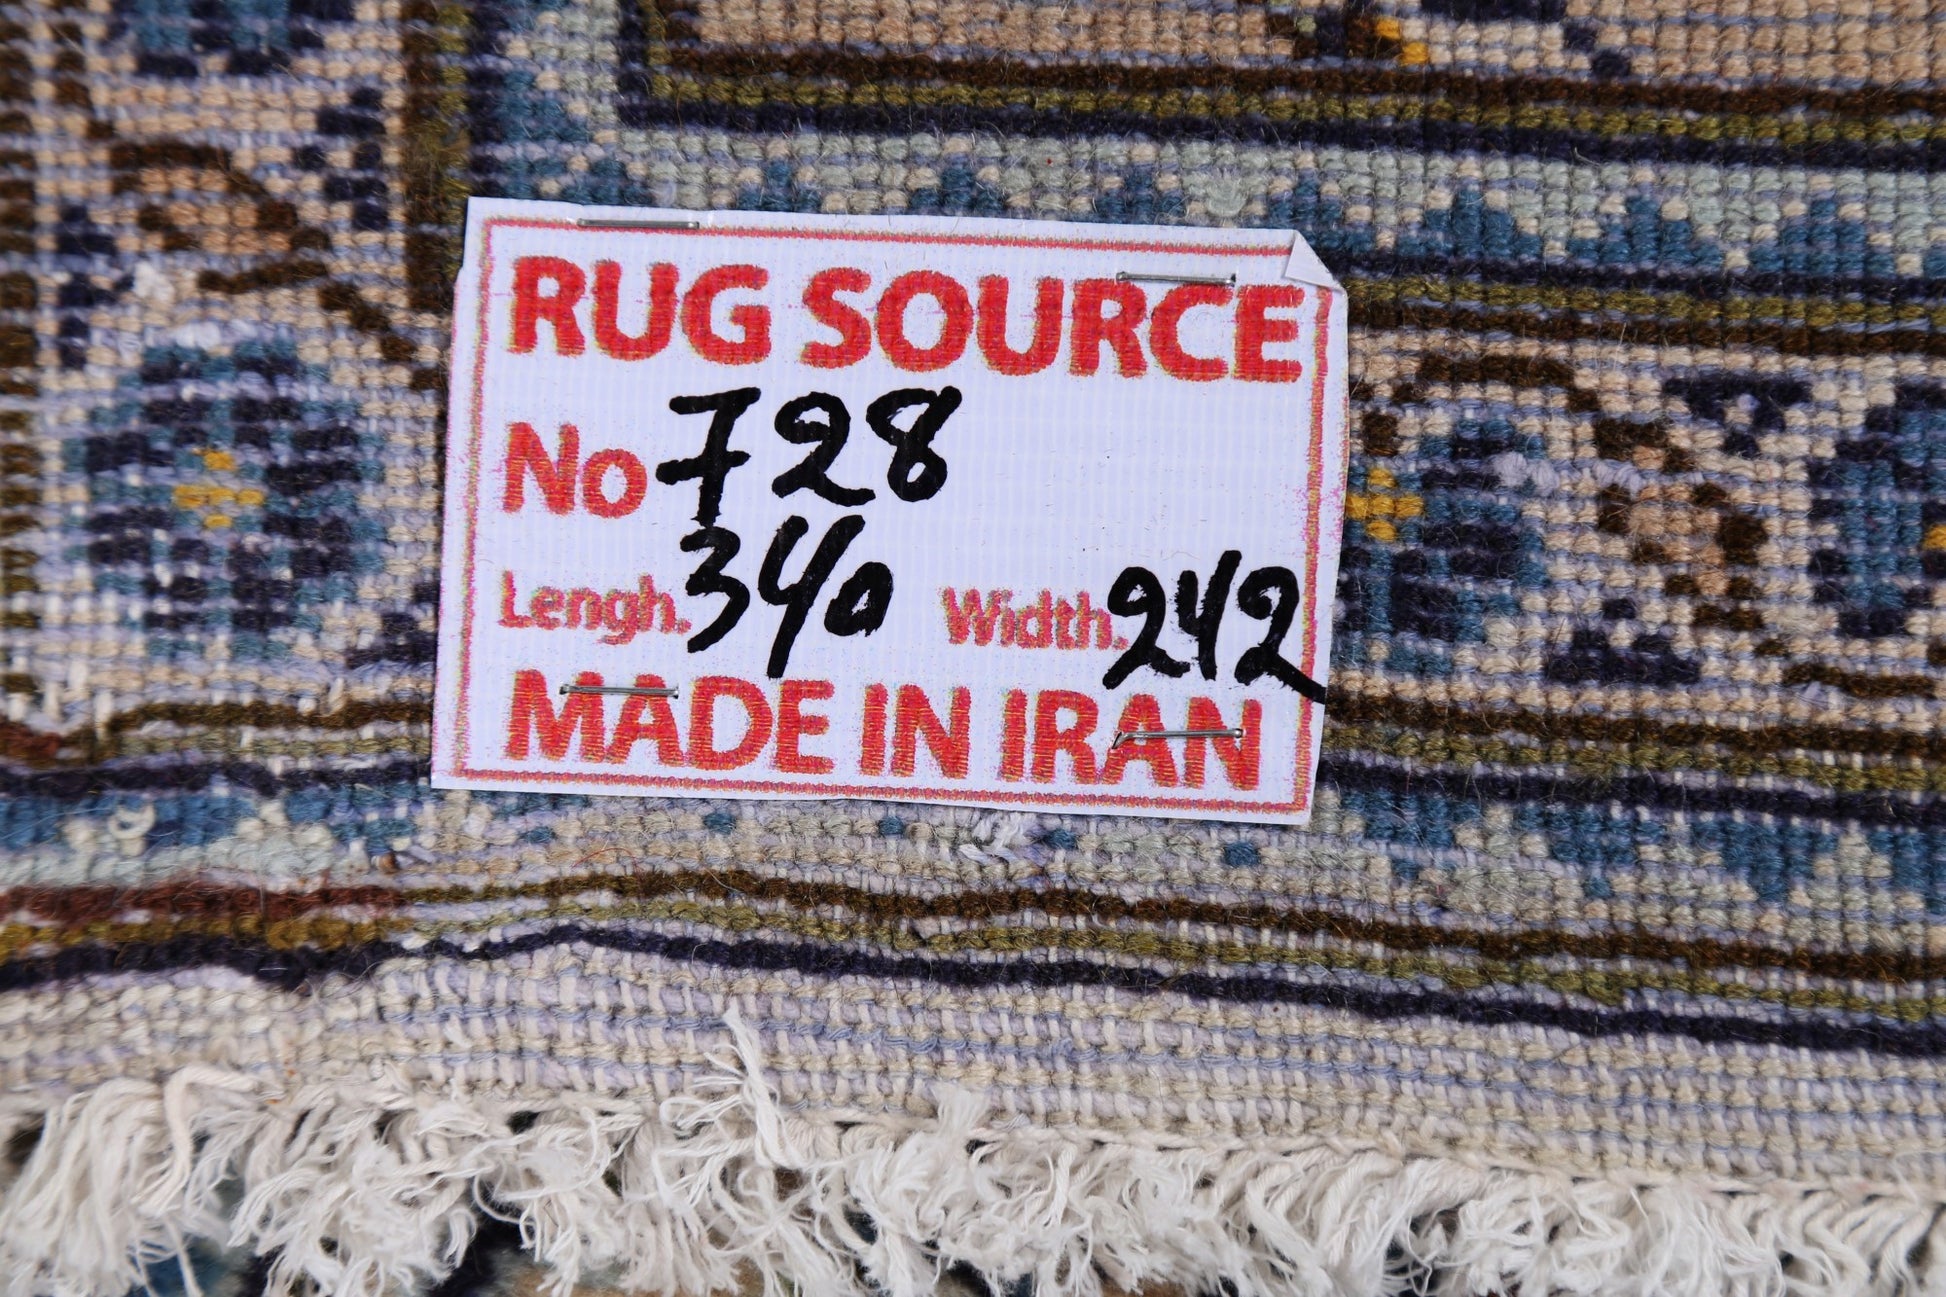 RUG SOURCE
No 728
Lengh. 340 Width. 242
MADE IN IRAN